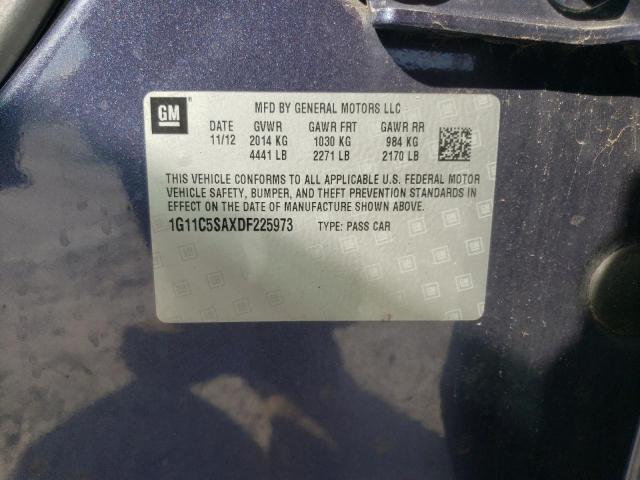 GM ® MFD BY GENERAL MOTORS LLC
DATE GVWR GAWR FRT GAWR RR
11/12 2014 KG 1030 KG 984 KG
4441 LB 2271 LB 2170 LB
THIS VEHICLE CONFORMS TO ALL APPLICABLE U.S. FEDERAL MOTOR
VEHICLE SAFETY, BUMPER, AND THEFT PREVENTION STANDARDS IN
EFFECT ON THE DATE OF MANUFACTURE SHOWN ABOVE.
1G11C5SAXDF225973 TYPE: PASS CAR